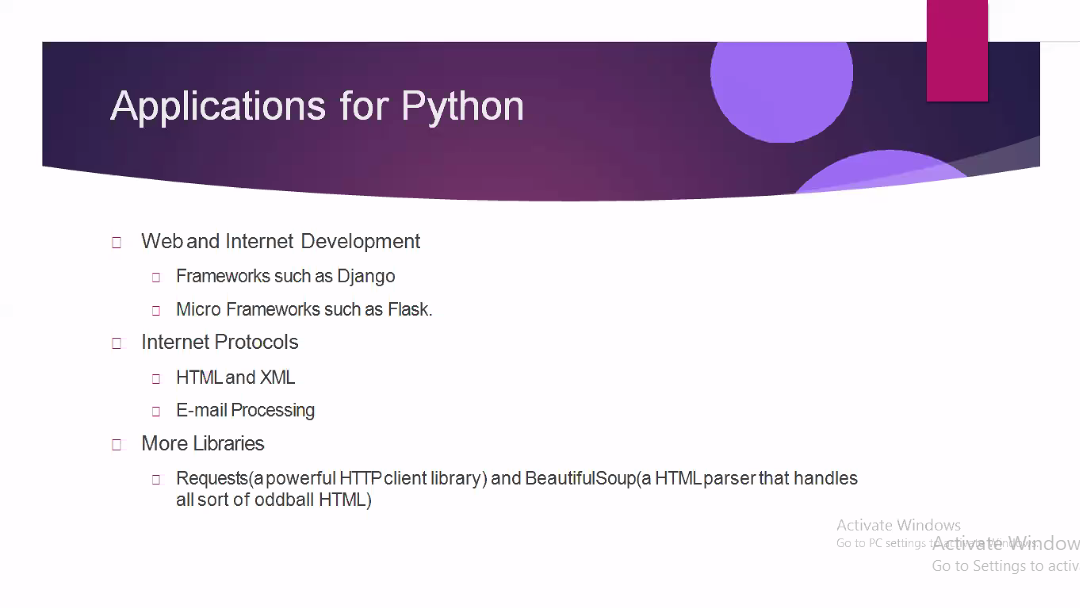 Applications for Python
Web and Internet Development
Frameworks such as Django
Micro Frameworks such as Flask.
Internet Protocols
HTML and XML
E-mail Processing
More Libraries
Requests(a powerful HTTP client library) and BeautifulSoup(a HTML parser that handles
all sort of oddball HTML)
Activate Windows
Go to PC settings to activate Windows.
Activate Window
Go to Settings to activ